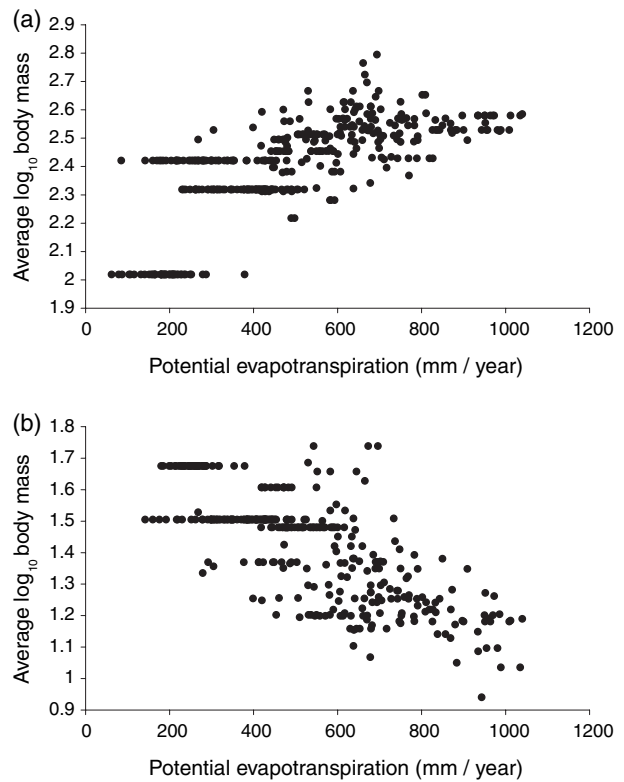 (a)
Average log10 body mass
2.9
2.8
2.7
2.6
2.5
2.4
2.3
2.2
2.1
2
1.9
0 200 400 600 800 1000 1200
Potential evapotranspiration (mm / year)
(b)
Average log10 body mass
1.8
1.7
1.6
1.5
1.4
1.3
1.2
1.1
1
0.9
0 200 400 600 800 1000 1200
Potential evapotranspiration (mm / year)